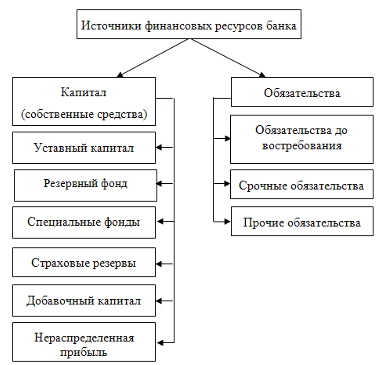 Источники финансовых ресурсов банка
Капитал
(собственные средства)
Уставный капитал
Резервный фонд
Специальные фонды
Страховые резервы
Добавочный капитал
Нераспределенная
прибыль
Обязательства
Обязательства до
востребования
Срочные обязательства
Прочие обязательства